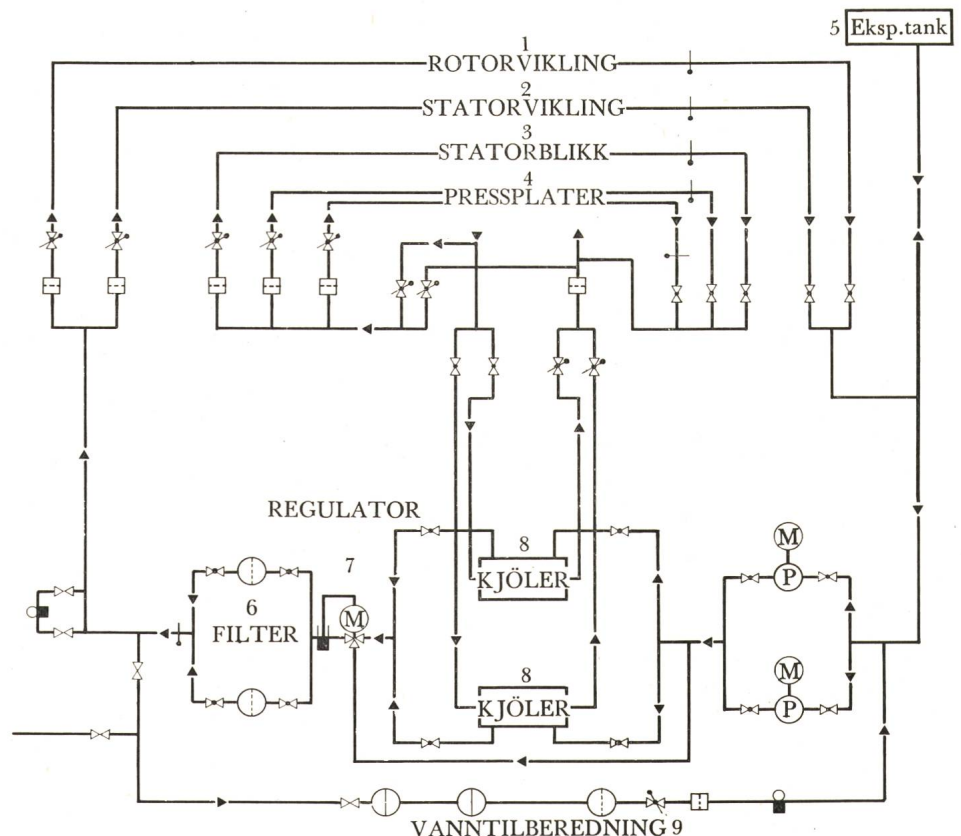 5 Eksp.tank
1
ROTORVIKLING
2
STATORVIKLING
3
STATORBLIKK
4
PRESSPLATER
REGULATOR
7
M
6
FILTER
8
KJÖLER
8
KJÖLER
M
P
M
P
VANNTILBEREDNING 9